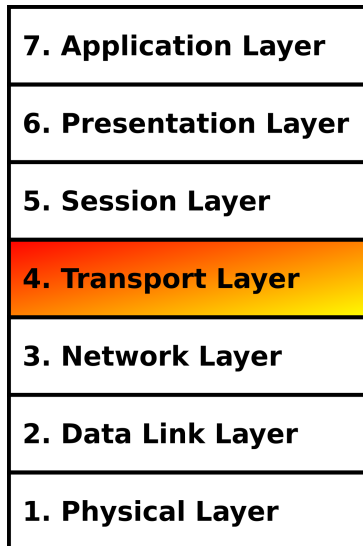 7. Application Layer
6. Presentation Layer
5. Session Layer
4. Transport Layer
3. Network Layer
2. Data Link Layer
1. Physical Layer